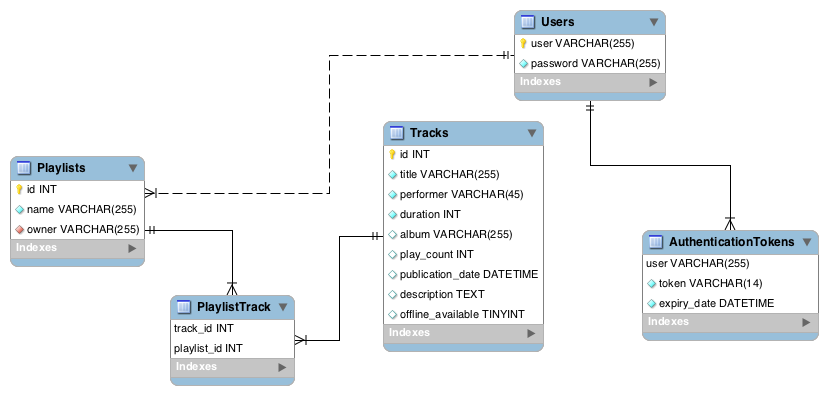 Users
user VARCHAR(255)
password VARCHAR(255)
Indexes
Tracks
id INT
title VARCHAR(255)
performer VARCHAR(45)
duration INT
album VARCHAR(255)
play_count INT
publication_date DATETIME
description TEXT
offline_available TINYINT
Indexes
Playlists
id INT
name VARCHAR(255)
owner VARCHAR(255)
Indexes
PlaylistTrack
track_id INT
playlist_id INT
Indexes
AuthenticationTokens
user VARCHAR(255)
token VARCHAR(14)
expiry_date DATETIME
Indexes